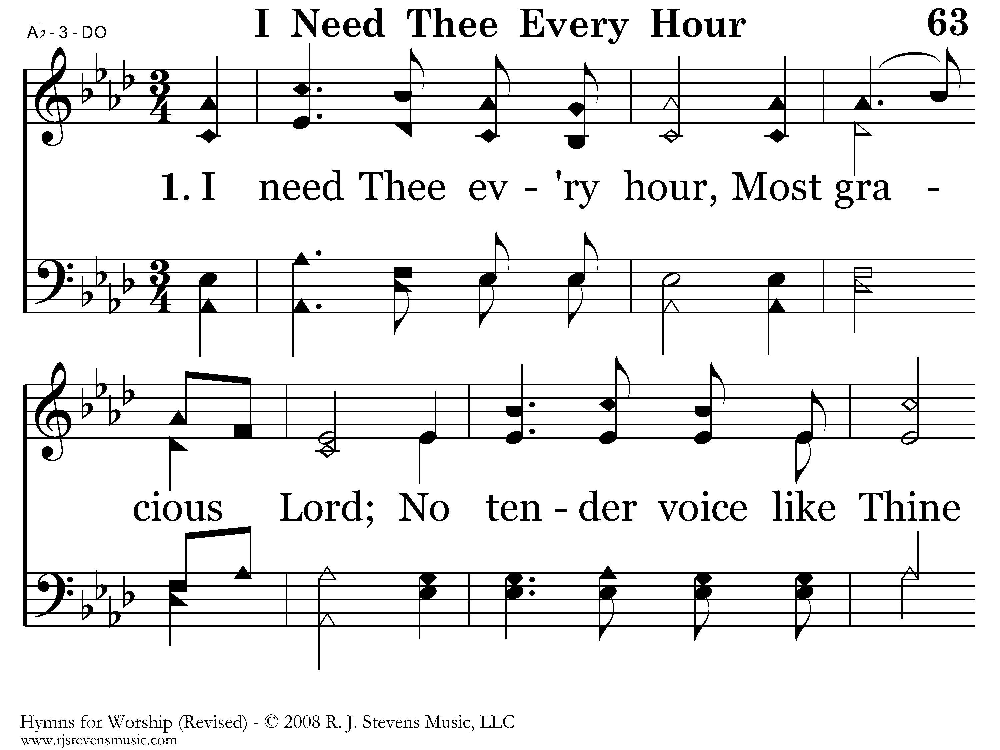 I Need Thee Every Hour 63
A♭ - 3 - DO
1. I need Thee ev - 'ry hour, Most gra -
cious Lord; No ten - der voice like Thine
Hymns for Worship (Revised) - © 2008 R. J. Stevens Music, LLC
www.rjstevensmusic.com